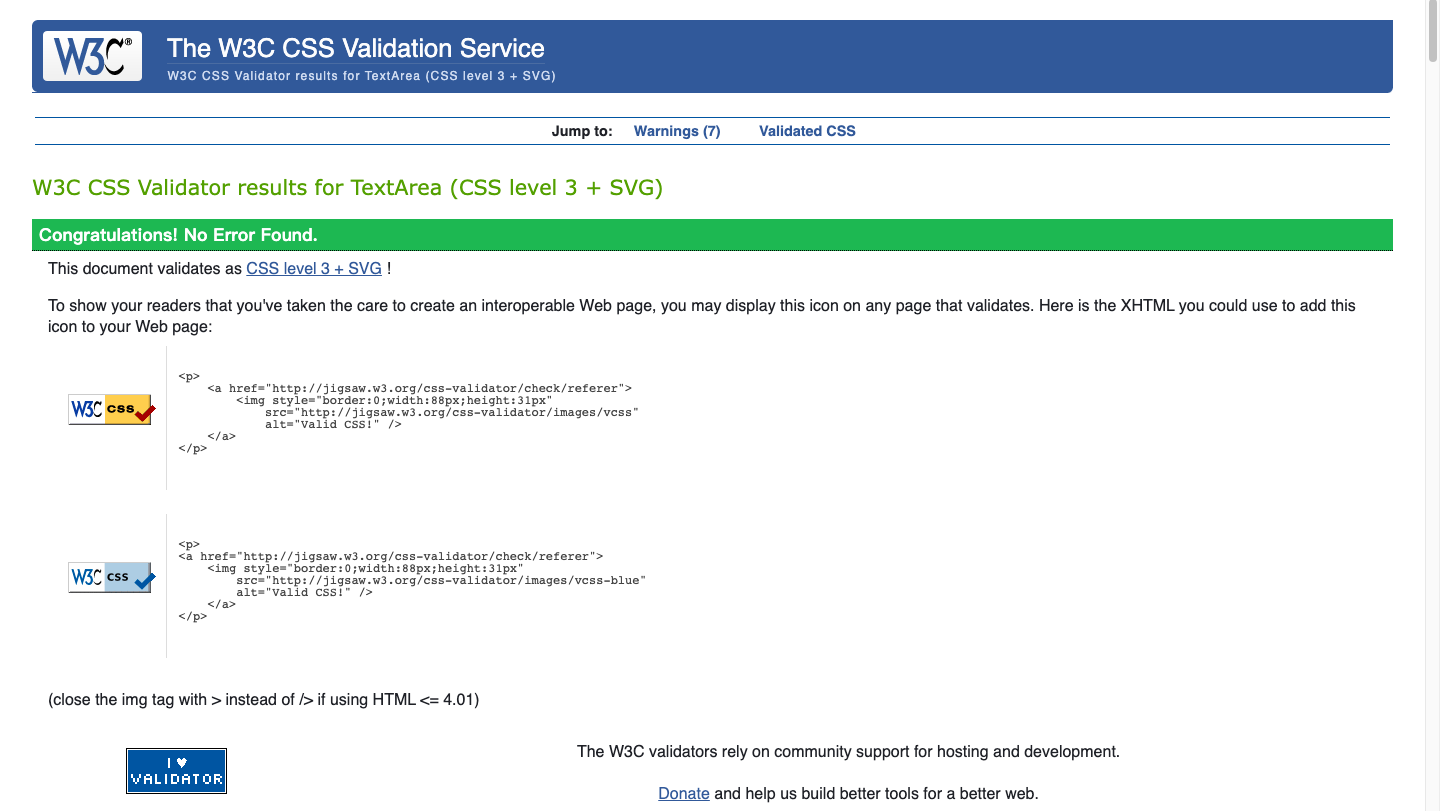 W3C®
The W3C CSS Validation Service
W3C CSS Validator results for TextArea (CSS level 3 + SVG)
Jump to: Warnings (7) Validated CSS
W3C CSS Validator results for TextArea (CSS level 3 + SVG)
Congratulations! No Error Found.
This document validates as CSS level 3 + SVG !
To show your readers that you've taken the care to create an interoperable Web page, you may display this icon on any page that validates. Here is the XHTML you could use to add this
icon to your Web page:
W3C css
<p>
    <a href="http://jigsaw.w3.org/css-validator/check/referer">
        <img style="border:0;width:88px;height:31px"
            src="http://jigsaw.w3.org/css-validator/images/vcss"
            alt="Valid CSS!" />
    </a>
</p>
W3C css
<p>
<a href="http://jigsaw.w3.org/css-validator/check/referer">
    <img style="border:0;width:88px;height:31px"
        src="http://jigsaw.w3.org/css-validator/images/vcss-blue"
        alt="Valid CSS!" />
    </a>
</p>
(close the img tag with > instead of /> if using HTML <= 4.01)
I ♥
VALIDATOR
The W3C validators rely on community support for hosting and development.
Donate and help us build better tools for a better web.